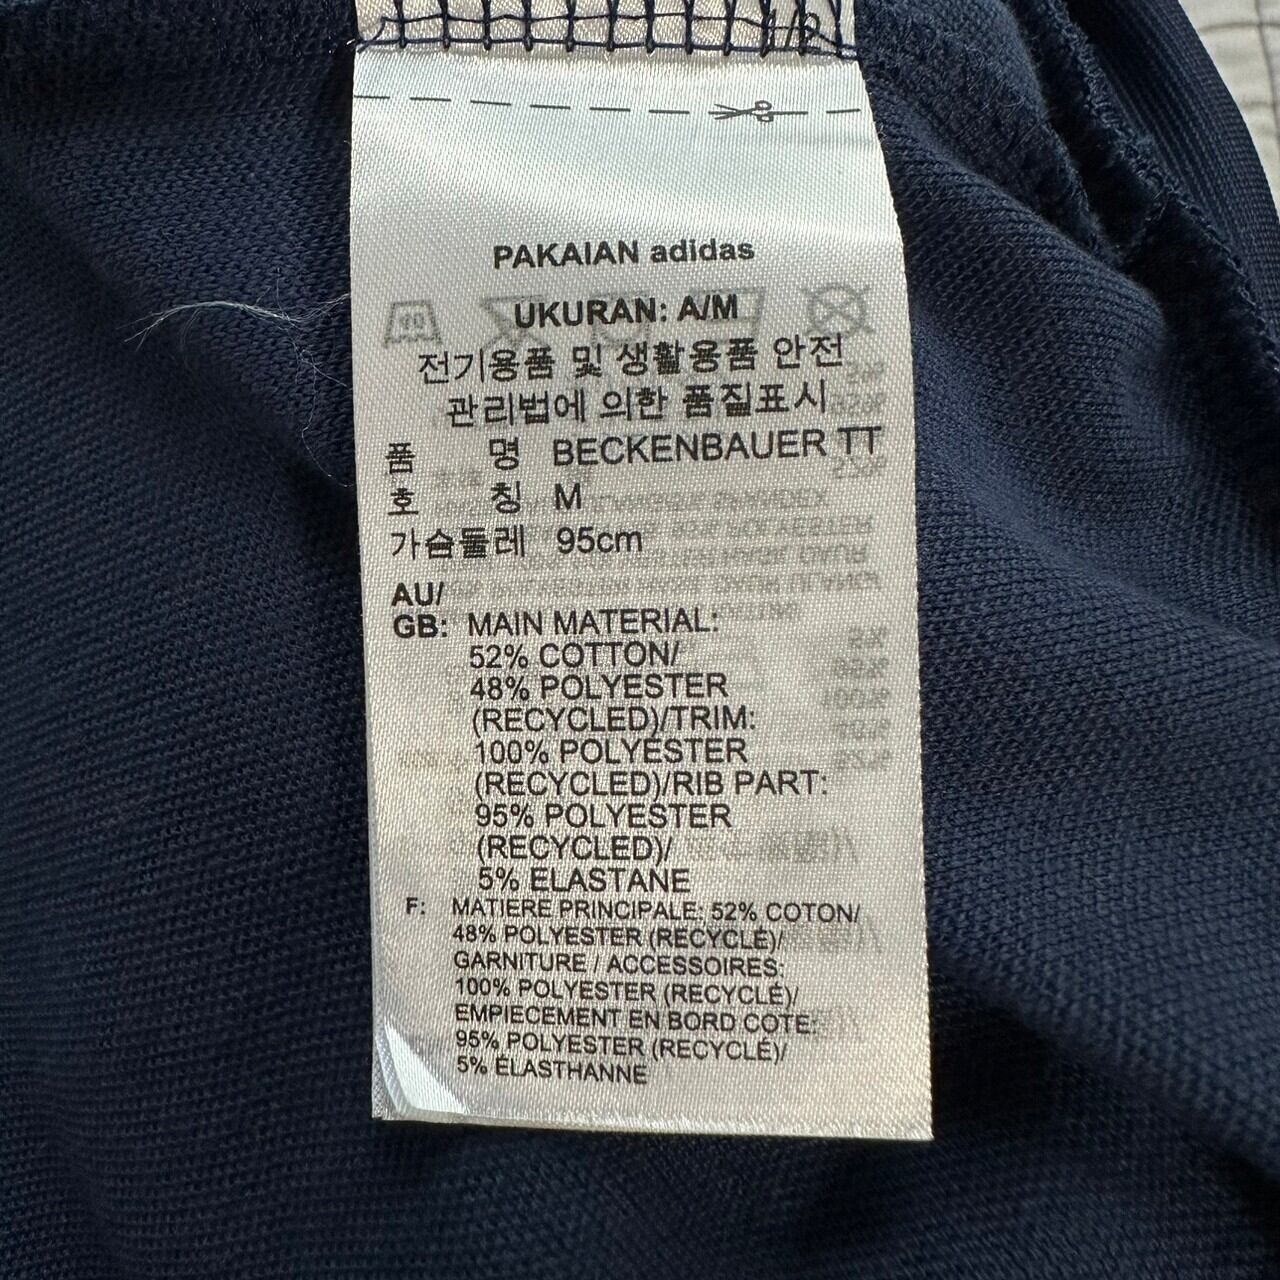 1/2
PAKAIAN adidas
UKURAN: A/M
전기용품 및 생활용품 안전
관리법에 의한 품질표시
품 명 BECKENBAUER TT
호 칭 M
가슴둘레 95cm
AU/
GB: MAIN MATERIAL:
52% COTTON/
48% POLYESTER
(RECYCLED)/TRIM:
100% POLYESTER
(RECYCLED)/RIB PART:
95% POLYESTER
(RECYCLED)/
5% ELASTANE
F: MATIERE PRINCIPALE: 52% COTON/
48% POLYESTER (RECYCLÉ)/
GARNITURE / ACCESSOIRES:
100% POLYESTER (RECYCLÉ)/
EMPIECEMENT EN BORD COTE:
95% POLYESTER (RECYCLÉ)/
5% ELASTHANNE